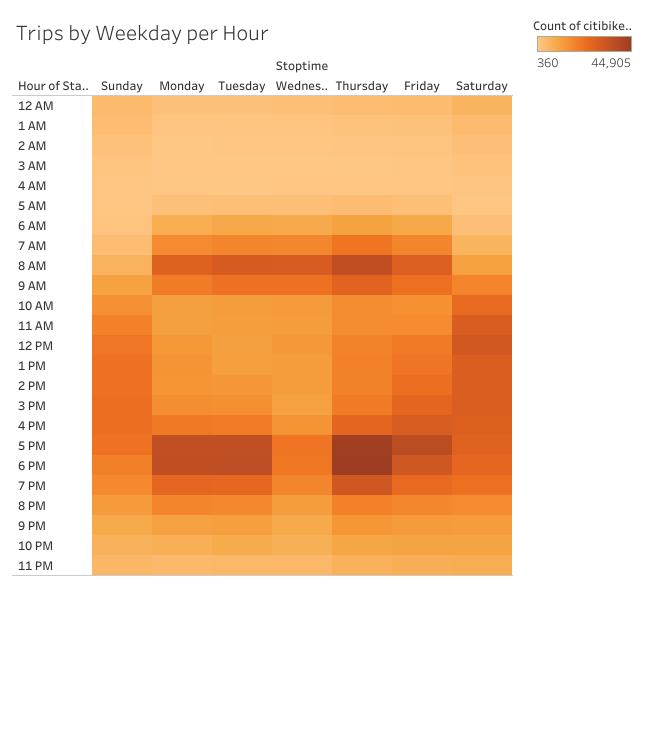 Trips by Weekday per Hour
Count of citibike..
360 44,905
Stoptime
Hour of Sta.. Sunday Monday Tuesday Wednes.. Thursday Friday Saturday
12 AM
1 AM
2 AM
3 AM
4 AM
5 AM
6 AM
7 AM
8 AM
9 AM
10 AM
11 AM
12 PM
1 PM
2 PM
3 PM
4 PM
5 PM
6 PM
7 PM
8 PM
9 PM
10 PM
11 PM